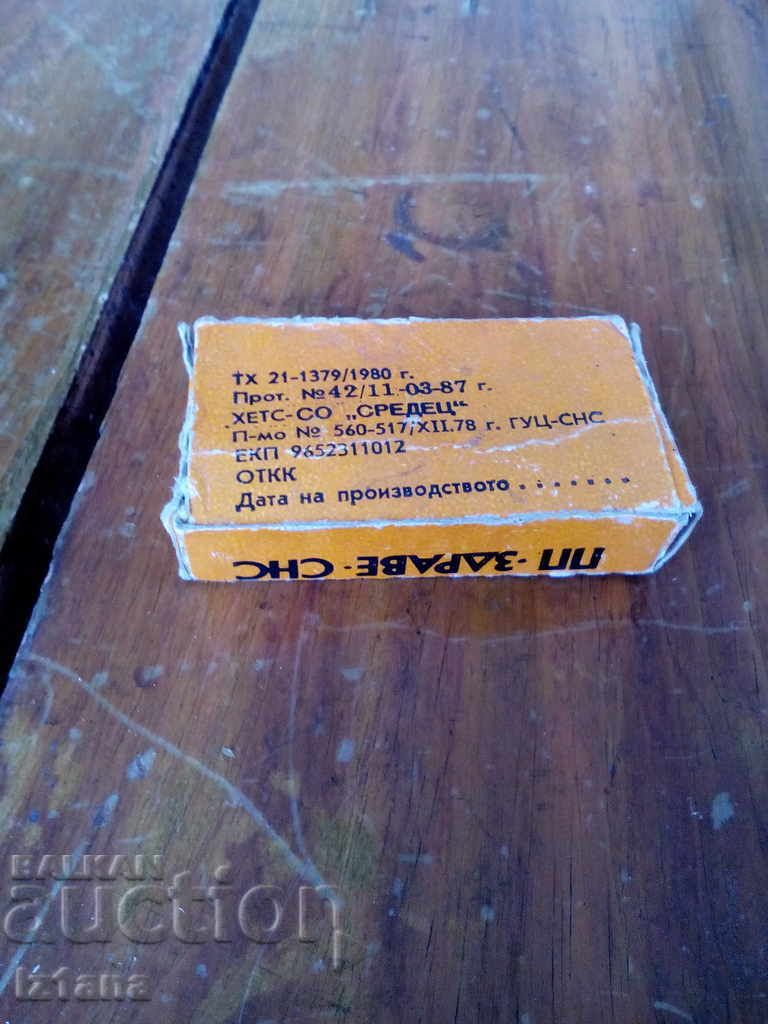 ТХ 21-1379/1980 г.
Прот. №42/11-03-87 г.
ХЕТС-СО „СРЕДЕЦ“
П-мо № 560-517/XII.78 г. ГУЦ-СНС
ЕКП 9652311012
ОТКК
Дата на производството . . . . . . .
ПП·ЗДРАВЕ·СНС
BALKAN
auction
iz1ana